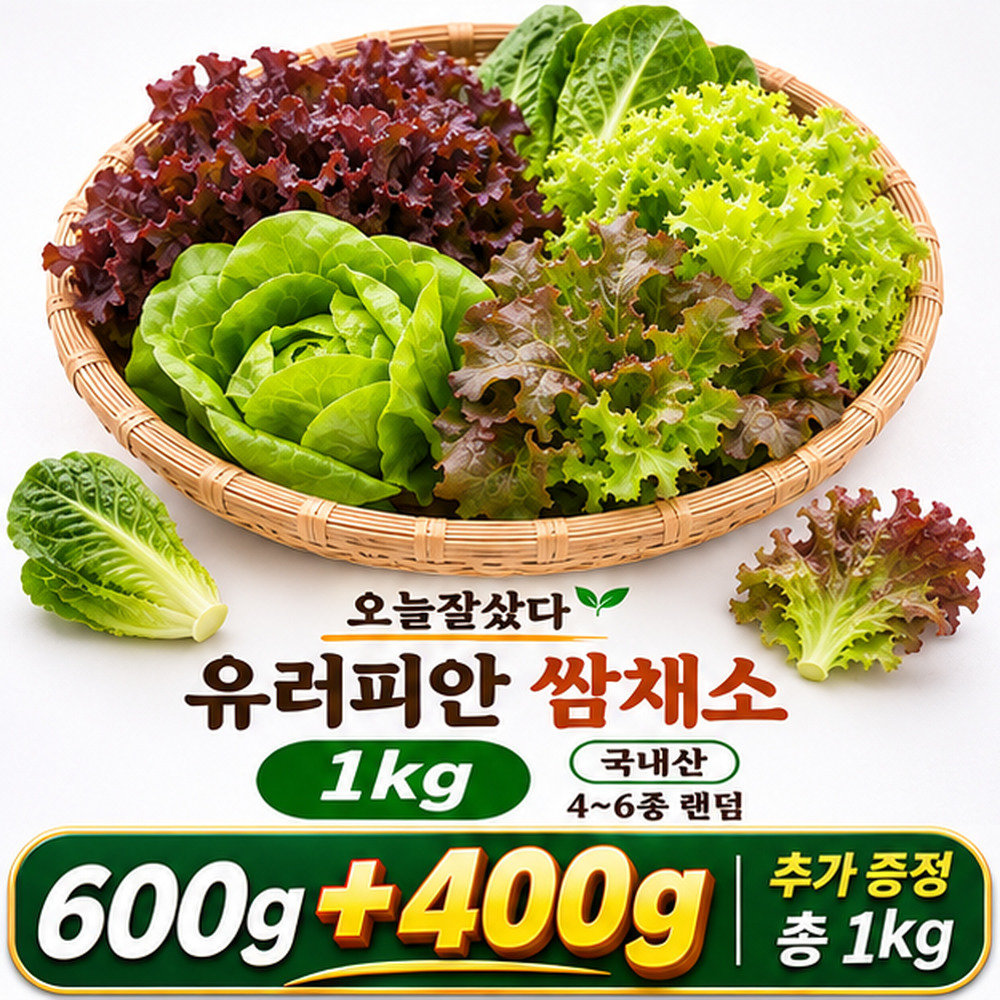 오늘잘샀다
유러피안 쌈채소
1kg
국내산
4~6종 랜덤
600g+400g
추가 증정
총 1kg